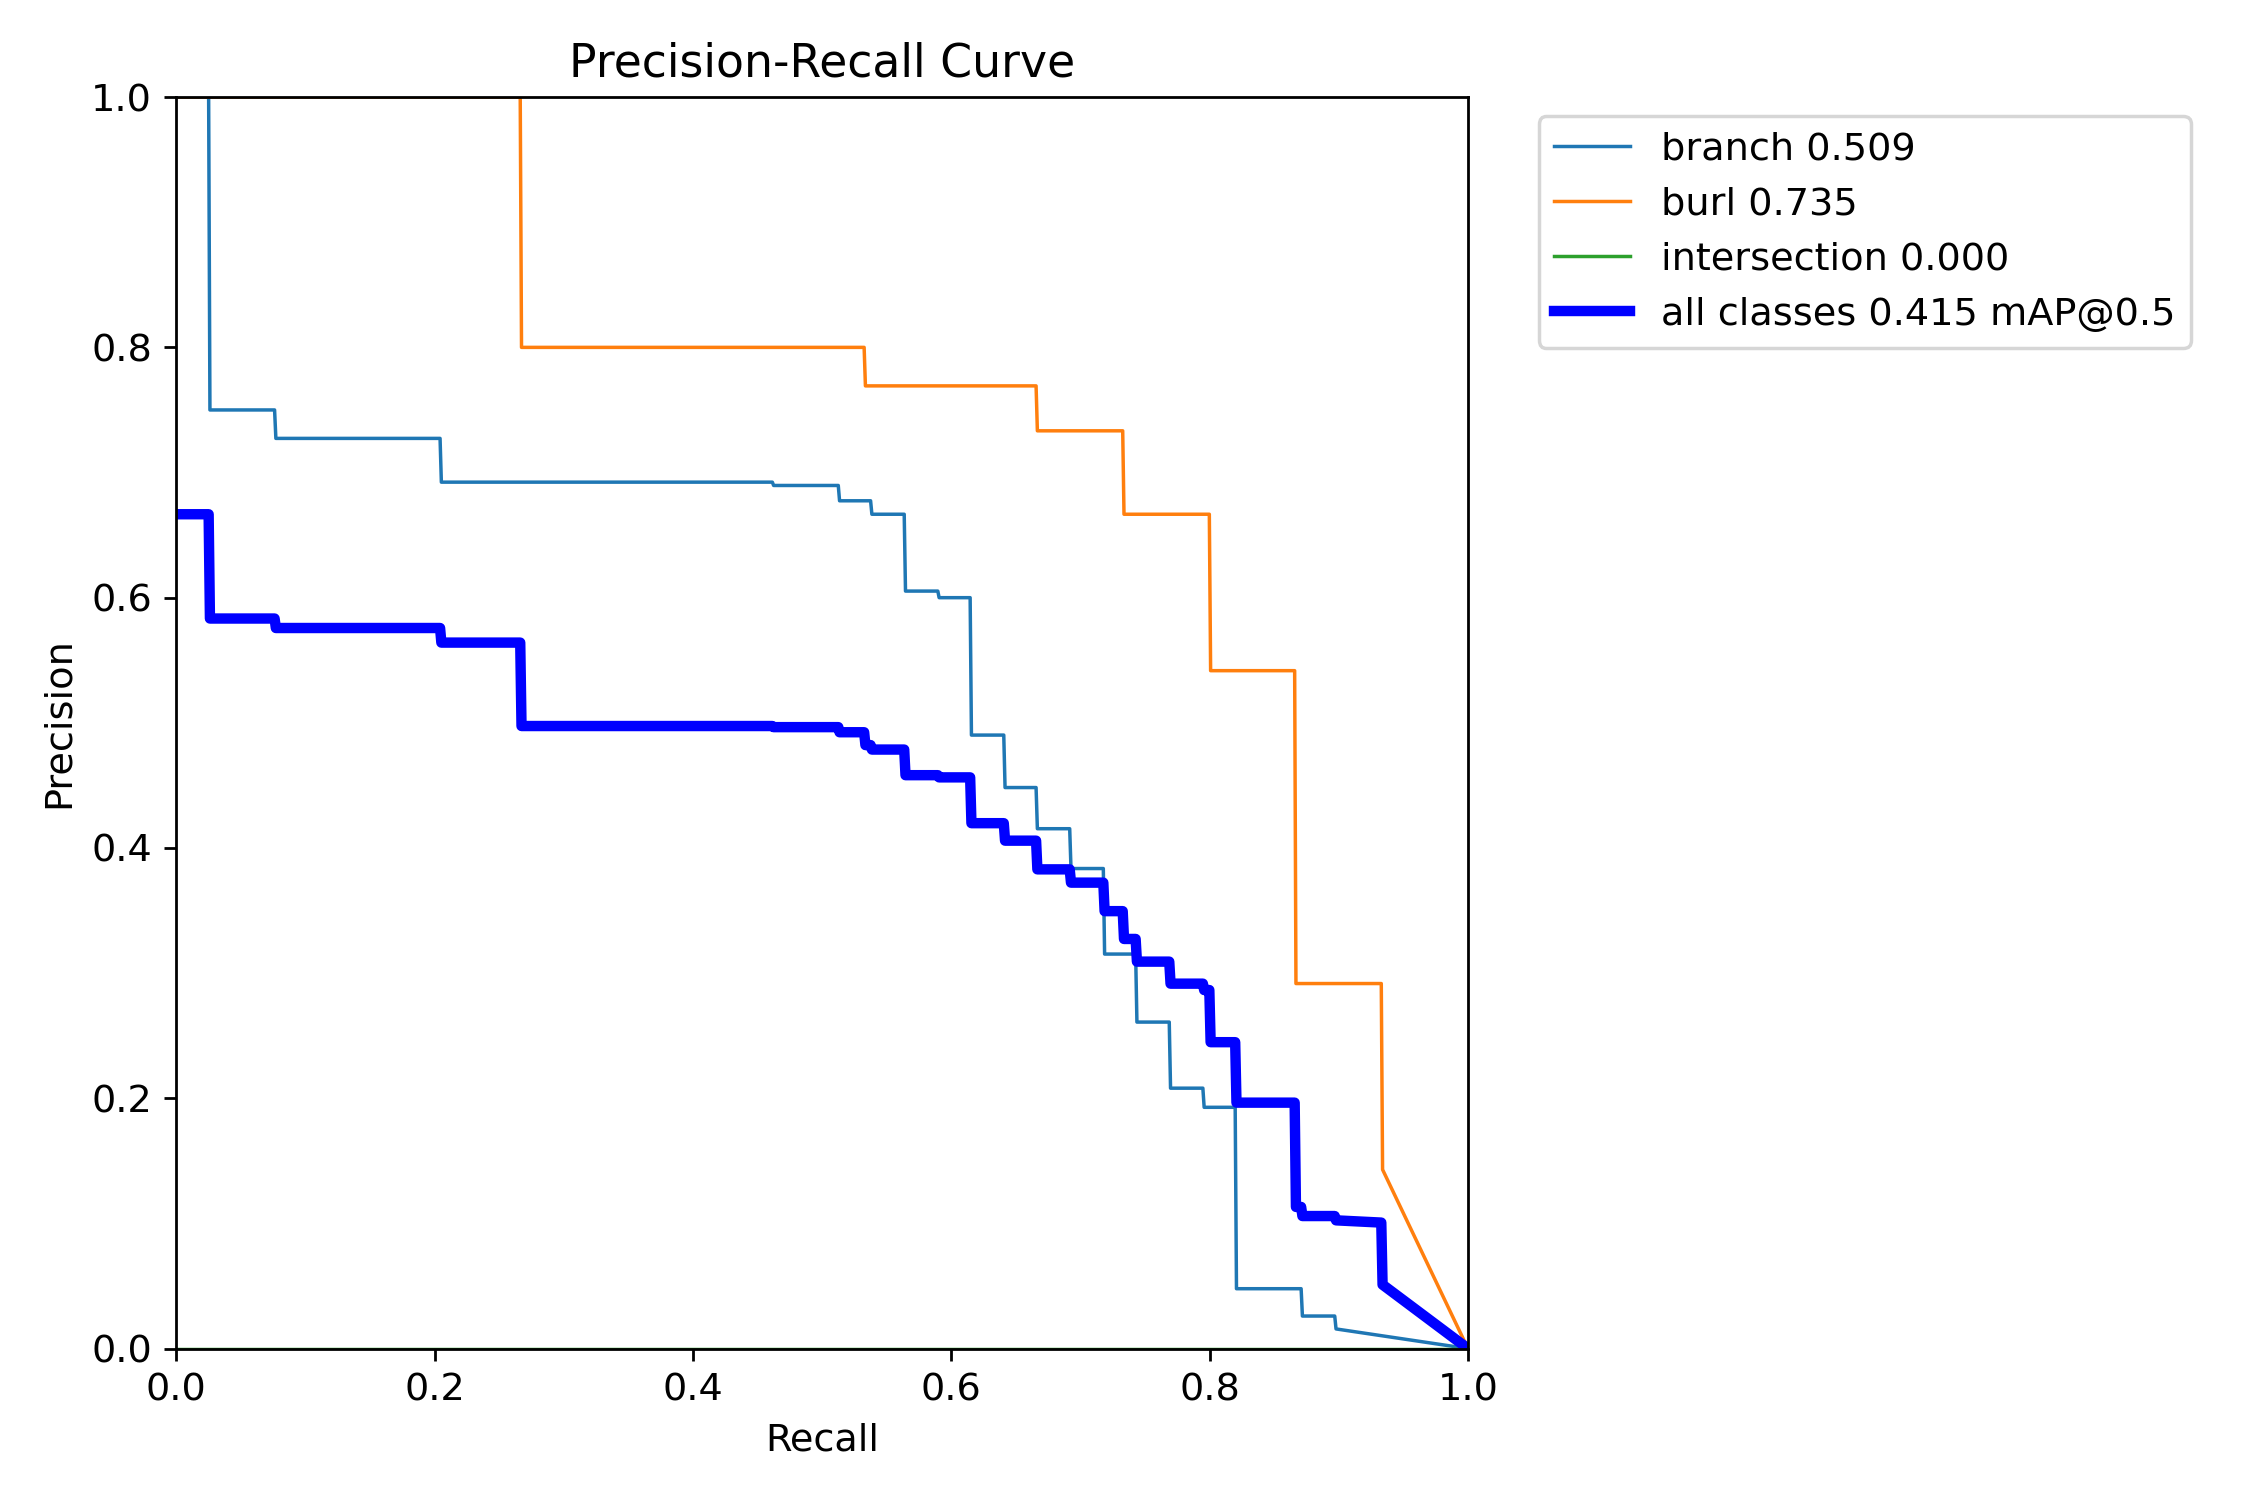 Precision-Recall Curve
1.0
0.8
0.6
0.4
0.2
0.0
Precision
0.0 0.2 0.4 0.6 0.8 1.0
Recall
branch 0.509
burl 0.735
intersection 0.000
all classes 0.415 mAP@0.5